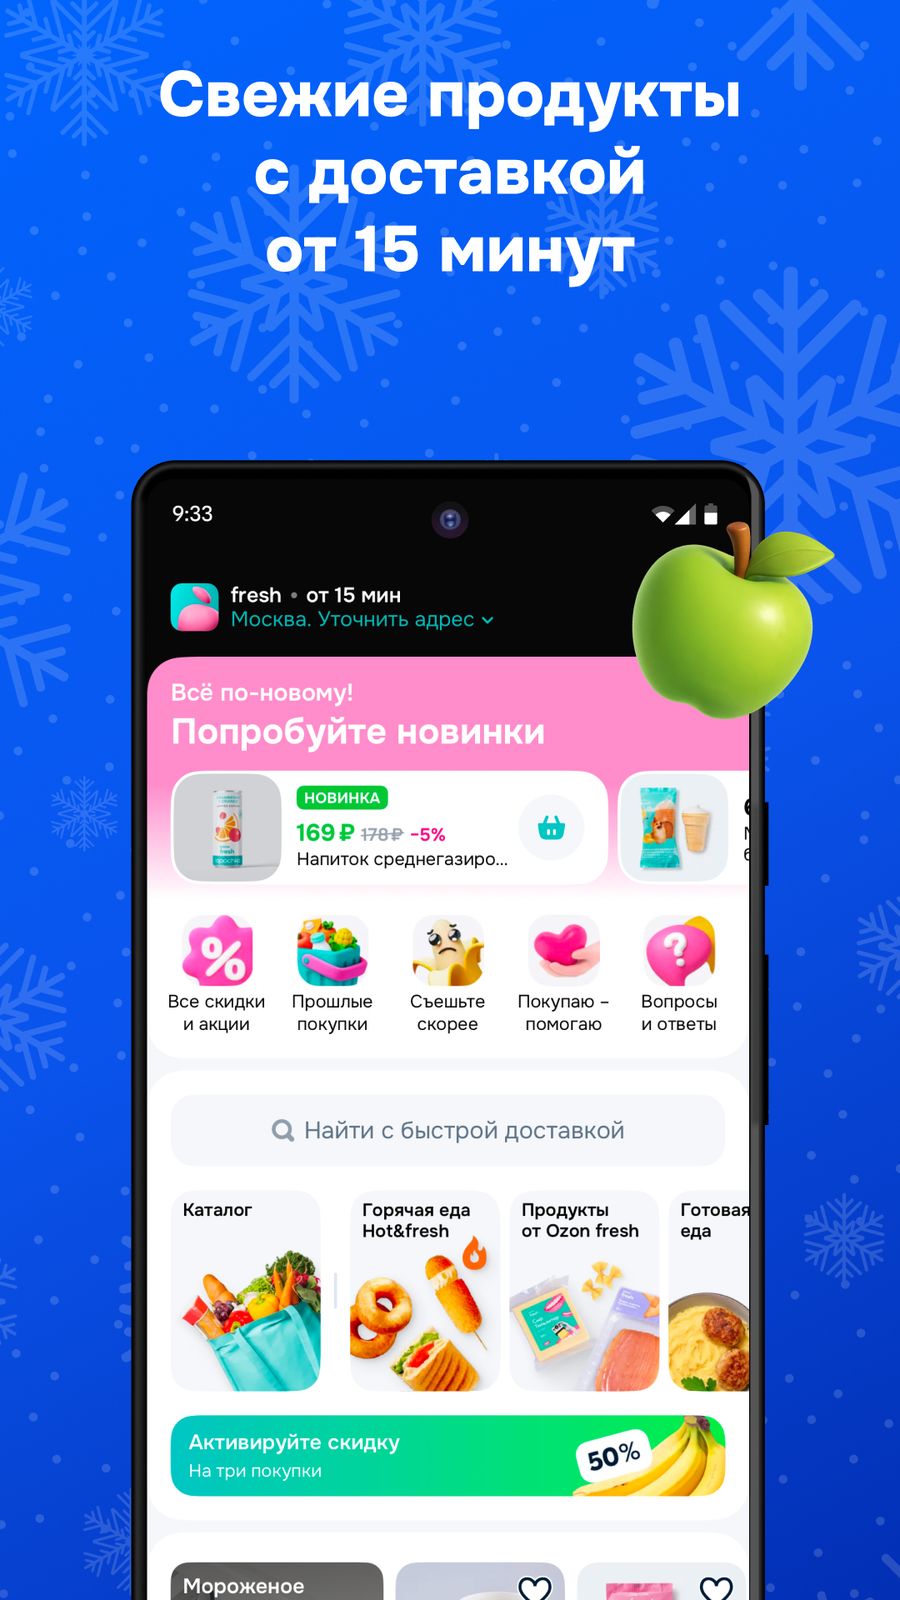 Свежие продукты
с доставкой
от 15 минут
9:33
fresh • от 15 мин
Москва. Уточнить адрес
Всё по-новому!
Попробуйте новинки
НОВИНКА
169 ₽ 178 ₽ -5%
Напиток среднегазиро...
Все скидки
и акции
Прошлые
покупки
Съешьте
скорее
Покупаю –
помогаю
Вопросы
и ответы
Найти с быстрой доставкой
Каталог
Горячая еда
Hot&fresh
Продукты
от Ozon fresh
Готовая
еда
Активируйте скидку
На три покупки
50%
Мороженое